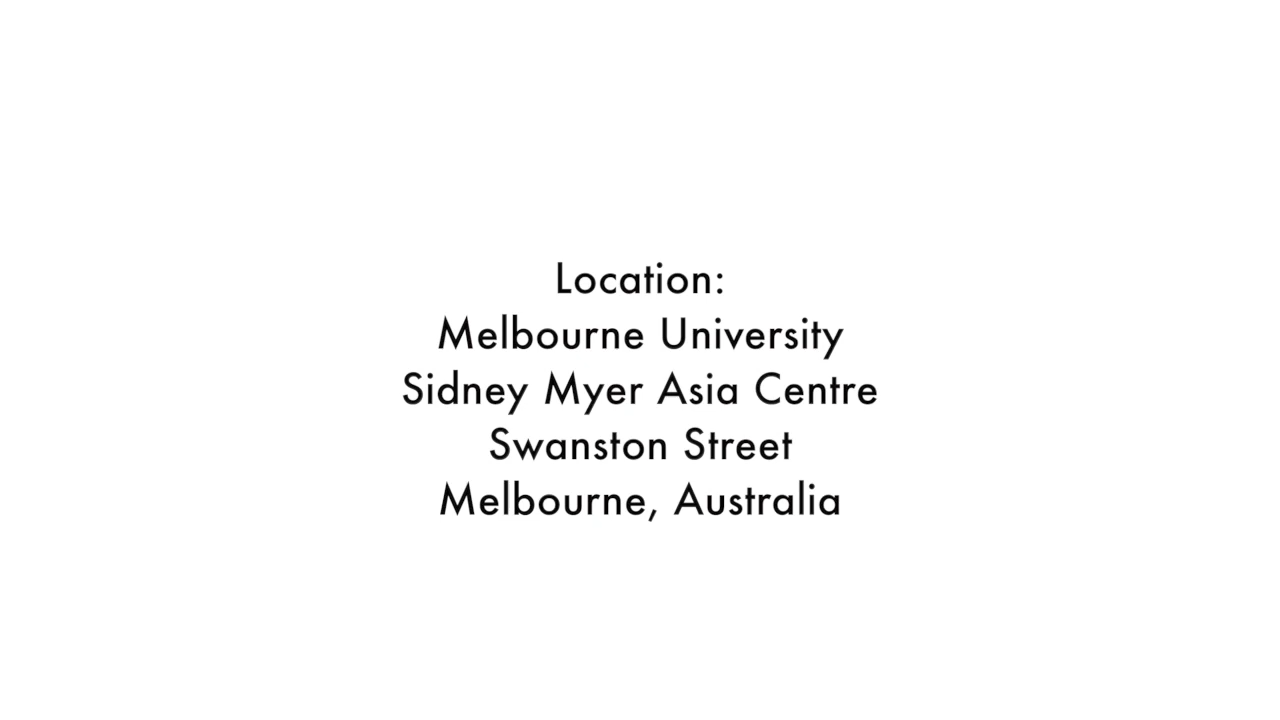 Location:
Melbourne University
Sidney Myer Asia Centre
Swanston Street
Melbourne, Australia